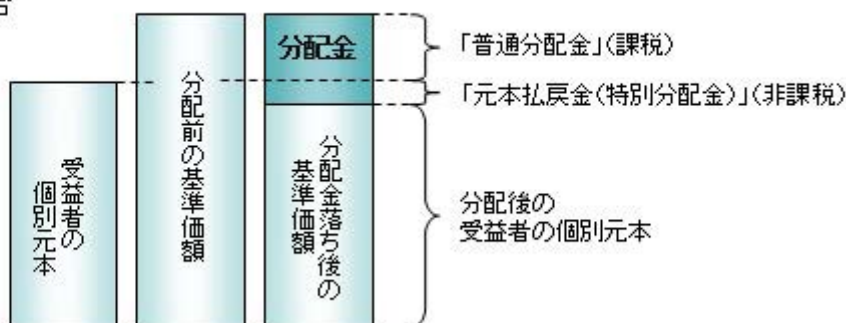 分配金
「普通分配金」(課税)
「元本払戻金(特別分配金)」(非課税)
受益者の
個別元本
分配前の基準価額
分配金落ち後の
基準価額
分配後の
受益者の個別元本